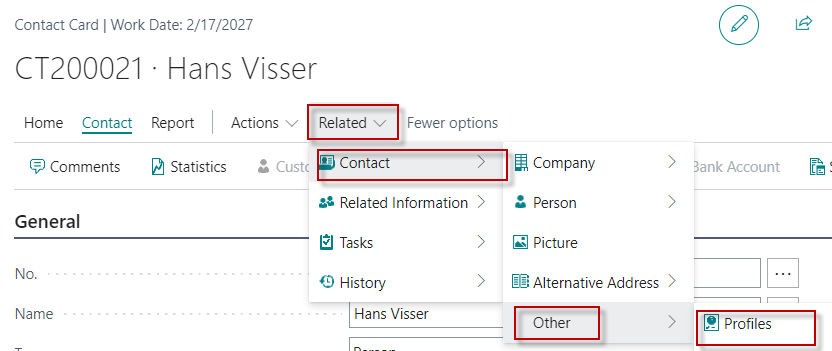 Contact Card | Work Date: 2/17/2027
CT200021 · Hans Visser
Home Contact Report Actions Related Fewer options
Comments Statistics Contact Company Bank Account
Related Information Person
General
Tasks Picture
No. History Alternative Address ...
Name Hans Visser Other Profiles